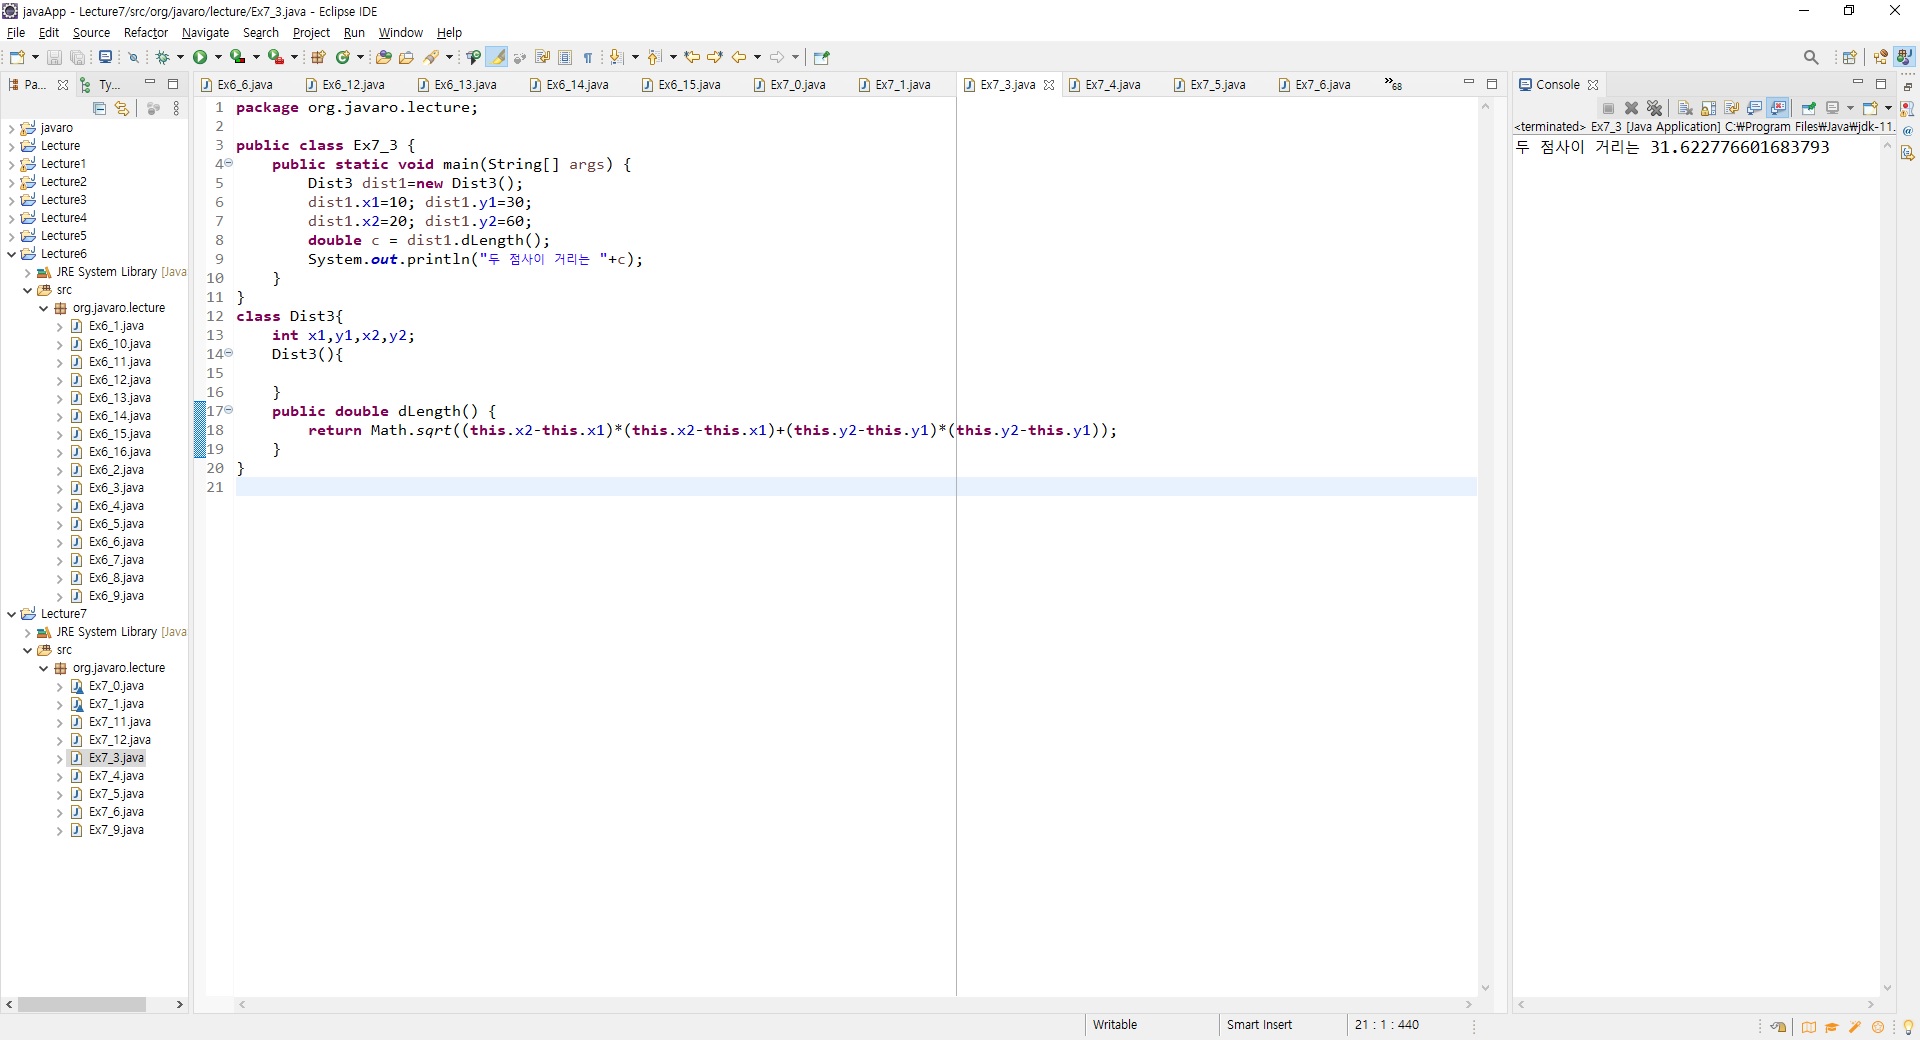 javaApp - Lecture7/src/org/javaro/lecture/Ex7_3.java - Eclipse IDE
File Edit Source Refactor Navigate Search Project Run Window Help
Pa... Ty...
Ex6_6.java Ex6_12.java Ex6_13.java Ex6_14.java Ex6_15.java Ex7_0.java Ex7_1.java Ex7_3.java Ex7_4.java Ex7_5.java Ex7_6.java »68
javaro
Lecture
Lecture1
Lecture2
Lecture3
Lecture4
Lecture5
Lecture6
JRE System Library [Java
src
org.javaro.lecture
Ex6_1.java
Ex6_10.java
Ex6_11.java
Ex6_12.java
Ex6_13.java
Ex6_14.java
Ex6_15.java
Ex6_16.java
Ex6_2.java
Ex6_3.java
Ex6_4.java
Ex6_5.java
Ex6_6.java
Ex6_7.java
Ex6_8.java
Ex6_9.java
Lecture7
JRE System Library [Java
src
org.javaro.lecture
Ex7_0.java
Ex7_1.java
Ex7_11.java
Ex7_12.java
Ex7_3.java
Ex7_4.java
Ex7_5.java
Ex7_6.java
Ex7_9.java
1 package org.javaro.lecture;
2
3 public class Ex7_3 {
4 public static void main(String[] args) {
5 Dist3 dist1=new Dist3();
6 dist1.x1=10; dist1.y1=30;
7 dist1.x2=20; dist1.y2=60;
8 double c = dist1.dLength();
9 System.out.println("두 점사이 거리는 "+c);
10 }
11 }
12 class Dist3{
13 int x1,y1,x2,y2;
14 Dist3(){
15
16 }
17 public double dLength() {
18 return Math.sqrt((this.x2-this.x1)*(this.x2-this.x1)+(this.y2-this.y1)*(this.y2-this.y1));
19 }
20 }
21
Console
<terminated> Ex7_3 [Java Application] C:₩Program Files₩Java₩jdk-11.
두 점사이 거리는 31.622776601683793
Writable Smart Insert 21 : 1 : 440